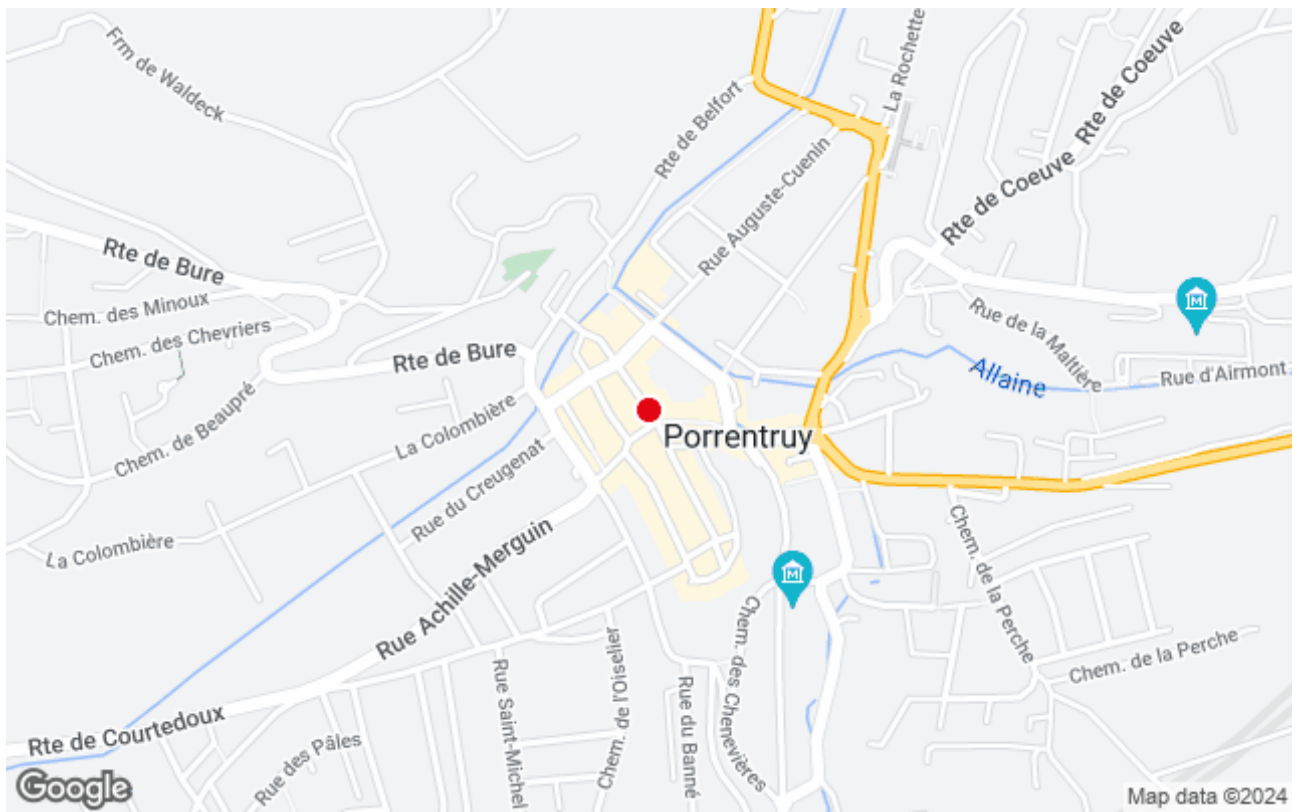 Frm de Waldeck
Rte de Belfort
La Rochette
Rte de Coeuve
Rte de Coeuve
Rue Auguste-Cuenin
Rte de Bure
Chem. des Minoux
Chem. des Chevriers
Rte de Bure
Rue de la Maltière
Allaine
Rue d'Airmont
Chem. de Beaupré
La Colombière
Porrentruy
Rue du Creugenat
La Colombière
Rue Achille-Merguin
Chem. de la Perche
Chem. des Chenevières
Chem. de la Perche
Rue Saint-Michel
Chem. de l'Oiselier
Rue du Banné
Rte de Courtedoux
Rue des Pâles
Google
Map data ©2024
M
M